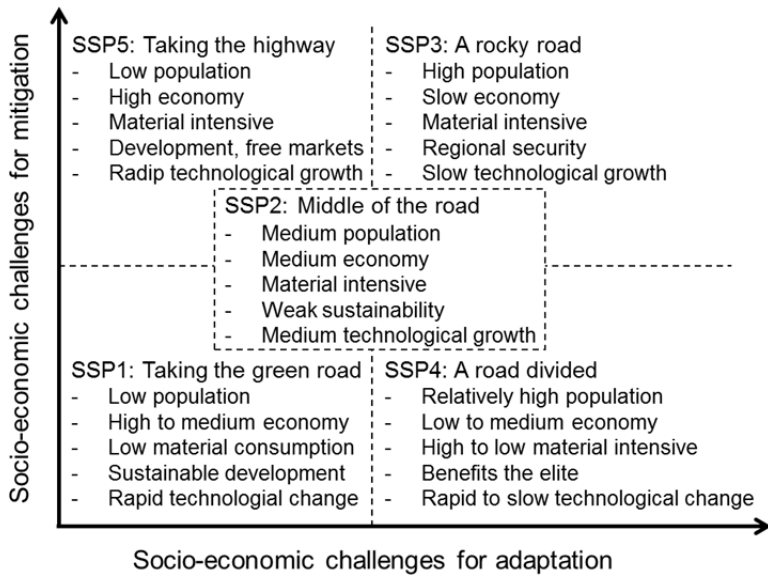 Socio-economic challenges for mitigation
SSP5: Taking the highway
- Low population
- High economy
- Material intensive
- Development, free markets
- Radip technological growth
SSP3: A rocky road
- High population
- Slow economy
- Material intensive
- Regional security
- Slow technological growth
SSP2: Middle of the road
- Medium population
- Medium economy
- Material intensive
- Weak sustainability
- Medium technological growth
SSP1: Taking the green road
- Low population
- High to medium economy
- Low material consumption
- Sustainable development
- Rapid technologial change
SSP4: A road divided
- Relatively high population
- Low to medium economy
- High to low material intensive
- Benefits the elite
- Rapid to slow technological change
Socio-economic challenges for adaptation